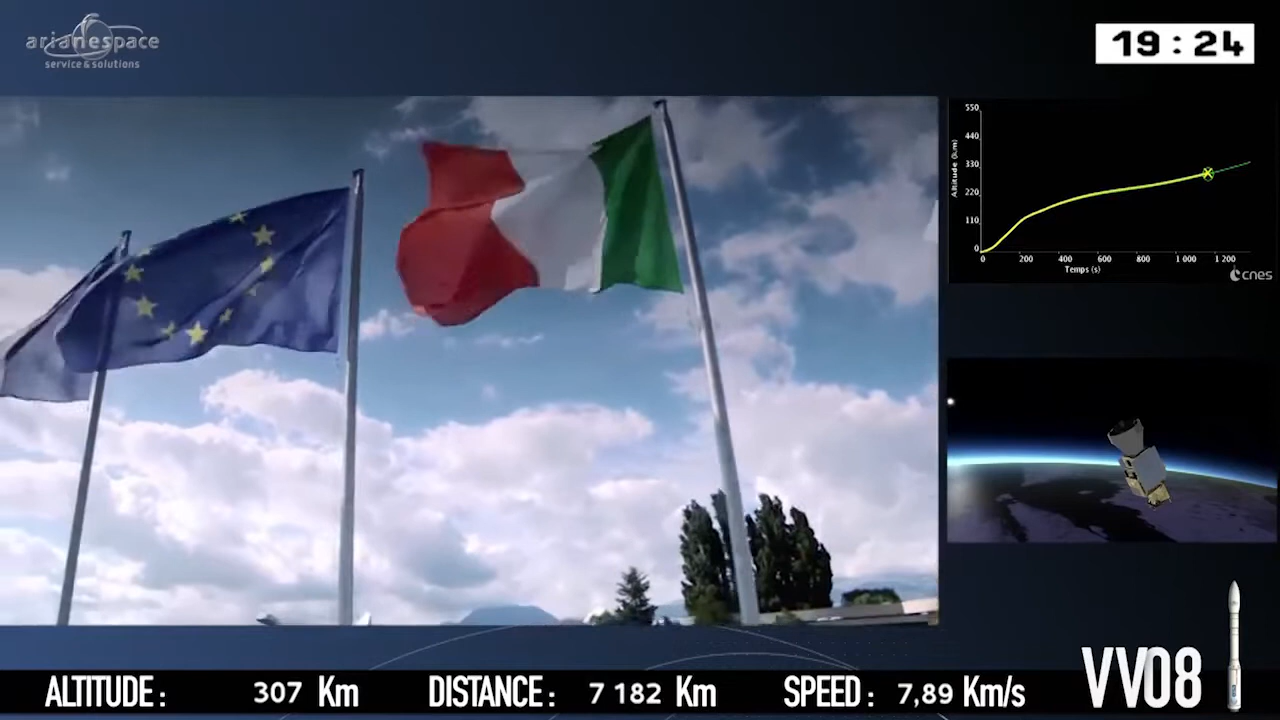 arianespace
service & solutions
19:24
550
440
330
220
110
0
Altitude (km)
0 200 400 600 800 1 000 1 200
Temps (s)
cnes
VV08
ALTITUDE : 307 Km DISTANCE : 7 182 Km SPEED : 7,89 Km/s